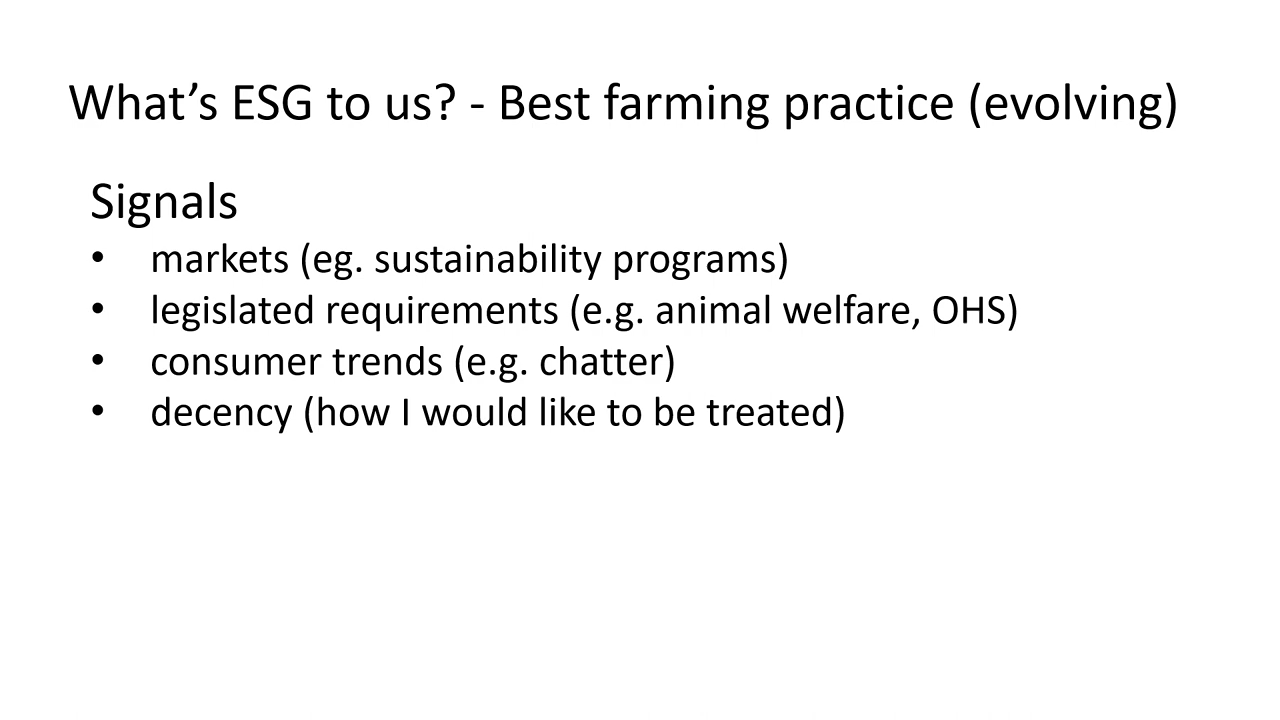 What’s ESG to us? - Best farming practice (evolving)
Signals
• markets (eg. sustainability programs)
• legislated requirements (e.g. animal welfare, OHS)
• consumer trends (e.g. chatter)
• decency (how I would like to be treated)